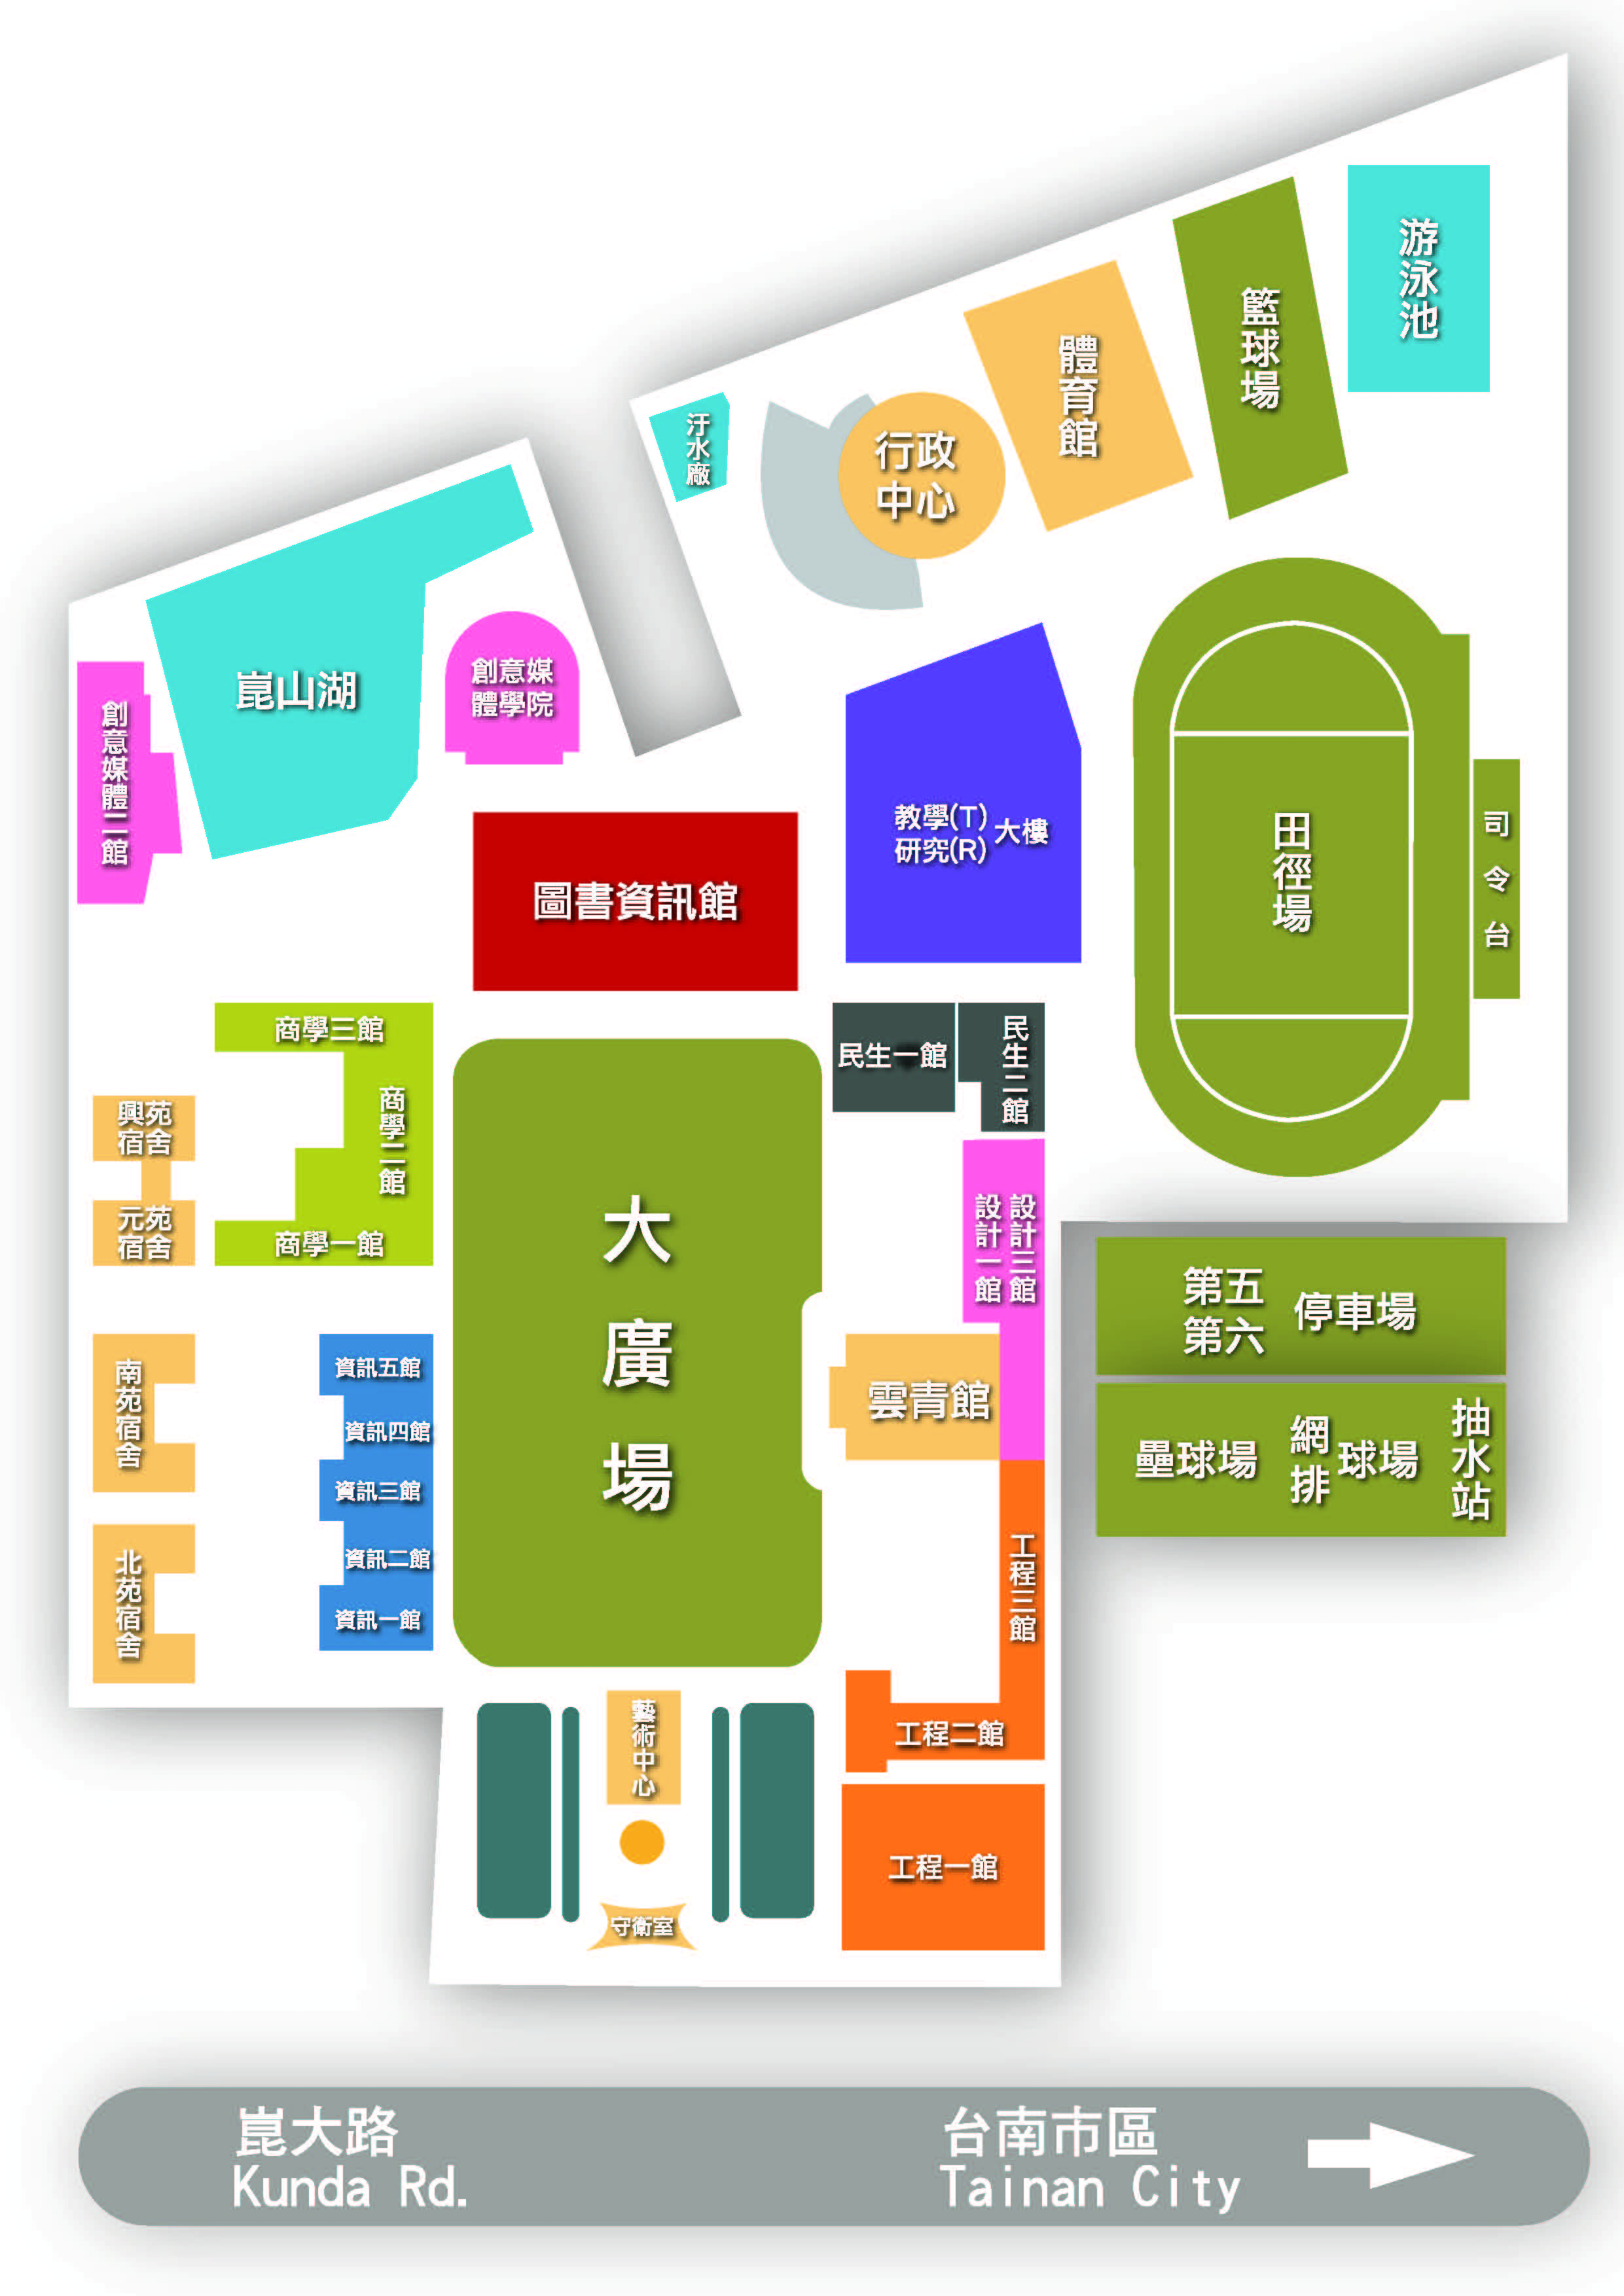 游泳池
籃球場
體育館
汙水廠
行政
中心
崑山湖
創意媒
體學院
創意媒體二館
教學(T)
研究(R)
大樓
田徑場
司令台
圖書資訊館
商學三館
商學二館
商學一館
民生一館
民生二館
興苑
宿舍
元苑
宿舍
大廣場
設計一館
設計三館
第五
第六
停車場
南苑宿舍
資訊五館
資訊四館
資訊三館
資訊二館
資訊一館
雲青館
壘球場
網
排
球場
抽水站
北苑宿舍
工程三館
工程二館
工程一館
藝術中心
守衛室
崑大路
Kunda Rd.
台南市區
Tainan City